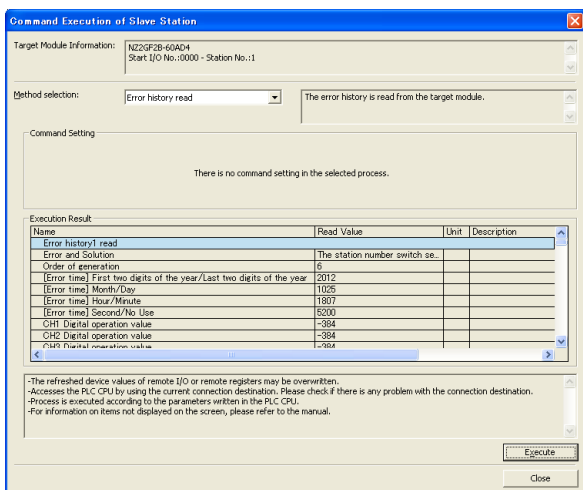 Command Execution of Slave Station
Target Module Information:
NZ2GF2B-60AD4
Start I/O No.:0000 - Station No.:1
Method selection:
Error history read
The error history is read from the target module.
Command Setting
There is no command setting in the selected process.
Execution Result
Name Read Value Unit Description
Error history1 read
Error and Solution The station number switch se...
Order of generation 6
[Error time] First two digits of the year/Last two digits of the year 2012
[Error time] Month/Day 1025
[Error time] Hour/Minute 1807
[Error time] Second/No Use 5200
CH1 Digital operation value -384
CH2 Digital operation value -384
CH3 Digital operation value -384
-The refreshed device values of remote I/O or remote registers may be overwritten.
-Accesses the PLC CPU by using the current connection destination. Please check if there is any problem with the connection destination.
-Process is executed according to the parameters written in the PLC CPU.
-For information on items not displayed on the screen, please refer to the manual.
Execute
Close